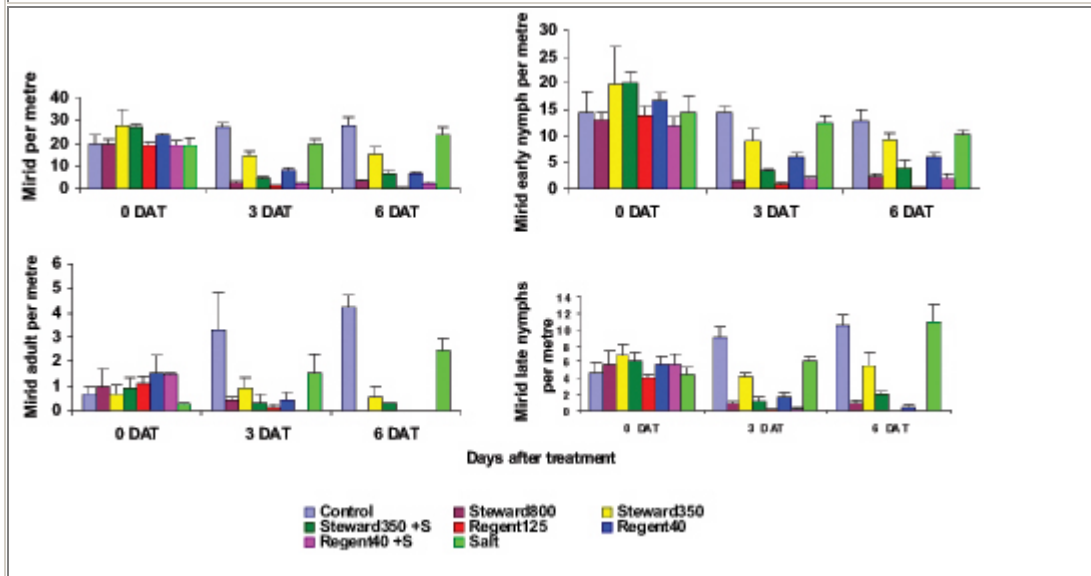 Mirid per metre
40
30
20
10
0
0 DAT 3 DAT 6 DAT
Mirid early nymph per metre
30
25
20
15
10
5
0
0 DAT 3 DAT 6 DAT
Mirid adult per metre
6
5
4
3
2
1
0
0 DAT 3 DAT 6 DAT
Mirid late nymphs
per metre
14
12
10
8
6
4
2
0
0 DAT 3 DAT 6 DAT
Days after treatment
Control Steward800 Steward350
Steward350 +S Regent125 Regent40
Regent40 +S Salt